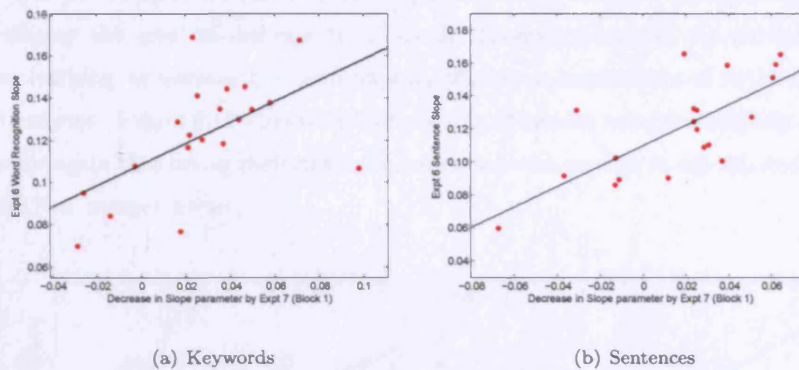 0.18
0.16
0.14
0.12
0.1
0.08
0.06
Expt 6 Word Recognition Slope
−0.04 −0.02 0 0.02 0.04 0.06 0.08 0.1
Decrease in Slope parameter by Expt 7 (Block 1)
(a) Keywords
0.18
0.16
0.14
0.12
0.10
0.08
0.06
0.04
Expt 6 Sentence Slope
−0.08 −0.06 −0.04 −0.02 0 0.02 0.04 0.06
Decrease in Slope parameter by Expt 7 (Block 1)
(b) Sentences